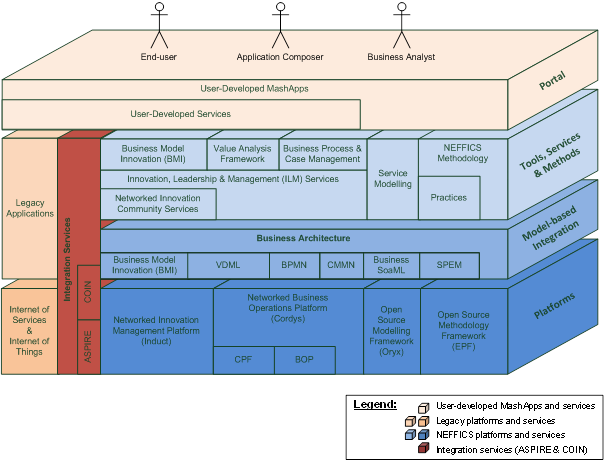 End-user
Application Composer
Business Analyst
User-Developed MashApps
Portal
User-Developed Services
Business Model
Innovation (BMI)
Value Analysis
Framework
Business Process &
Case Management
NEFFICS
Methodology
Tools, Services
& Methods
Innovation, Leadership & Management (ILM) Services
Service
Modelling
Practices
Networked Innovation
Community Services
Legacy
Applications
Integration Services
Business Architecture
Model-based
Integration
Business Model
Innovation (BMI)
VDML
BPMN
CMMN
Business
SoaML
SPEM
COIN
ASPIRE
Internet of
Services
&
Internet of
Things
Networked Innovation
Management Platform
(Induct)
Networked Business
Operations Platform
(Cordys)
CPF
BOP
Open
Source
Modelling
Framework
(Oryx)
Open Source
Methodology
Framework
(EPF)
Platforms
Legend:
User-developed MashApps and services
Legacy platforms and services
NEFFICS platforms and services
Integration services (ASPIRE & COIN)